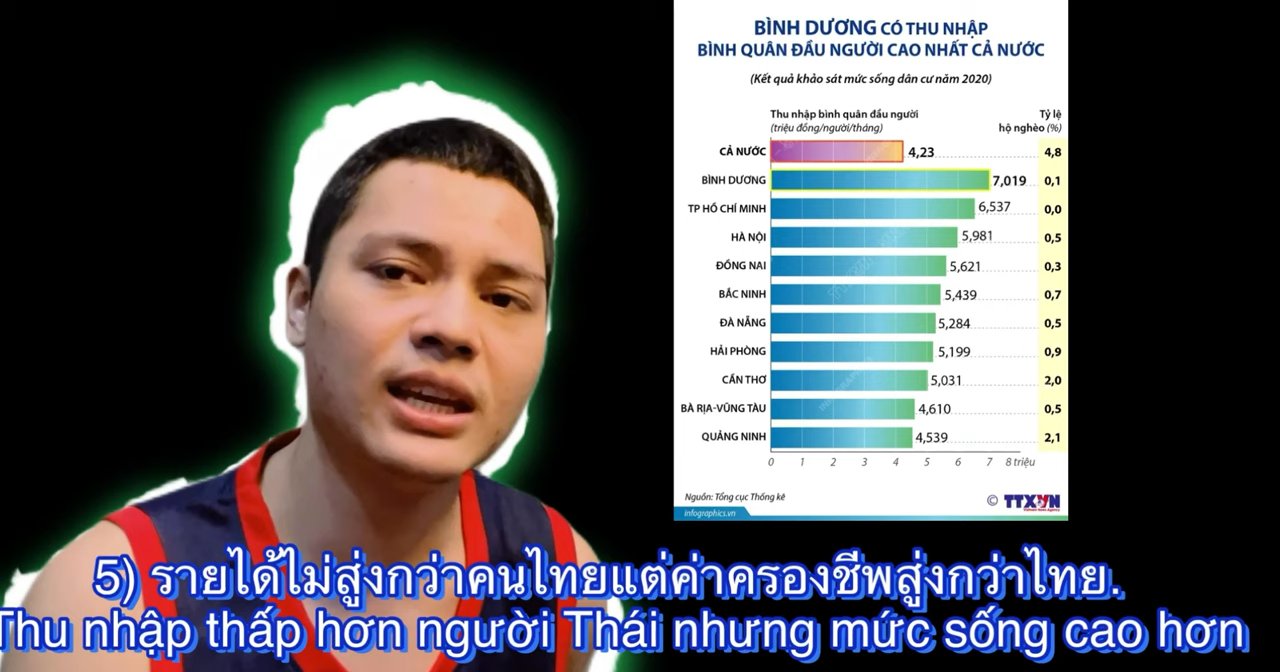 BÌNH DƯƠNG CÓ THU NHẬP
BÌNH QUÂN ĐẦU NGƯỜI CAO NHẤT CẢ NƯỚC
(Kết quả khảo sát mức sống dân cư năm 2020)
Thu nhập bình quân đầu người
(triệu đồng/người/tháng)
Tỷ lệ
hộ nghèo (%)
CẢ NƯỚC 4,23 4,8
BÌNH DƯƠNG 7,019 0,1
TP HỒ CHÍ MINH 6,537 0,0
HÀ NỘI 5,981 0,5
ĐỒNG NAI 5,621 0,3
BẮC NINH 5,439 0,7
ĐÀ NẴNG 5,284 0,5
HẢI PHÒNG 5,199 0,9
CẦN THƠ 5,031 2,0
BÀ RỊA-VŨNG TÀU 4,610 0,5
QUẢNG NINH 4,539 2,1
0 1 2 3 4 5 6 7 8 triệu
Nguồn: Tổng cục Thống kê
© TTXVN
infographics.vn
5) รายได้ไม่สู่งกว่าคนไทยแต่ค่าครองชีพสู่งกว่าไทย.
Thu nhập thấp hơn người Thái nhưng mức sống cao hơn